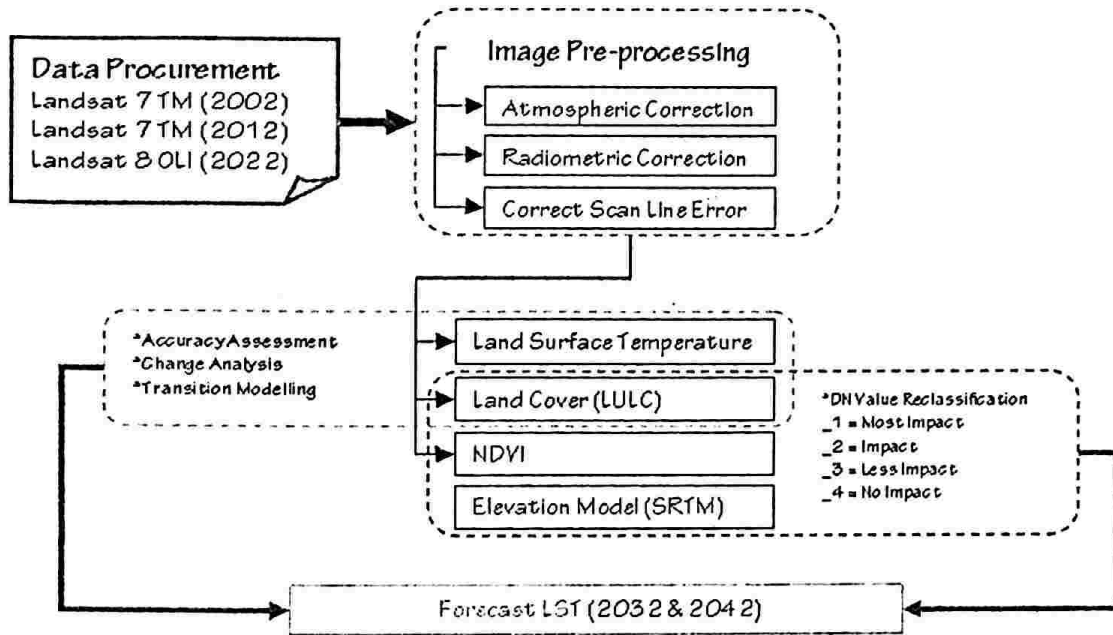 Data Procurement
Landsat 7 TM (2002)
Landsat 7 TM (2012)
Landsat 8 OLI (2022)
Image Pre-processing
Atmospheric Correction
Radiometric Correction
Correct Scan Line Error
*Accuracy Assessment
*Change Analysis
*Transition Modelling
Land Surface Temperature
Land Cover (LULC)
NDVI
Elevation Model (SRTM)
*DN Value Reclassification
_1 = Most Impact
_2 = Impact
_3 = Less Impact
_4 = No Impact
Forecast LST (2032 & 2042)